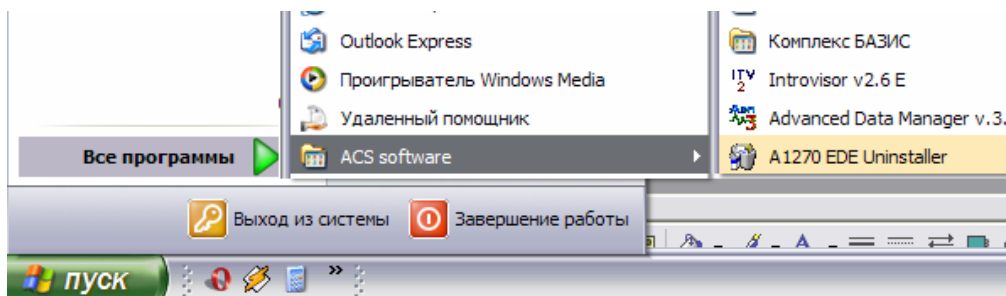 Outlook Express
Проигрыватель Windows Media
Удаленный помощник
ACS software
Комплекс БАЗИС
Introvisor v2.6 E
Advanced Data Manager v.3.
A1270 EDE Uninstaller
Все программы
Выход из системы
Завершение работы
пуск